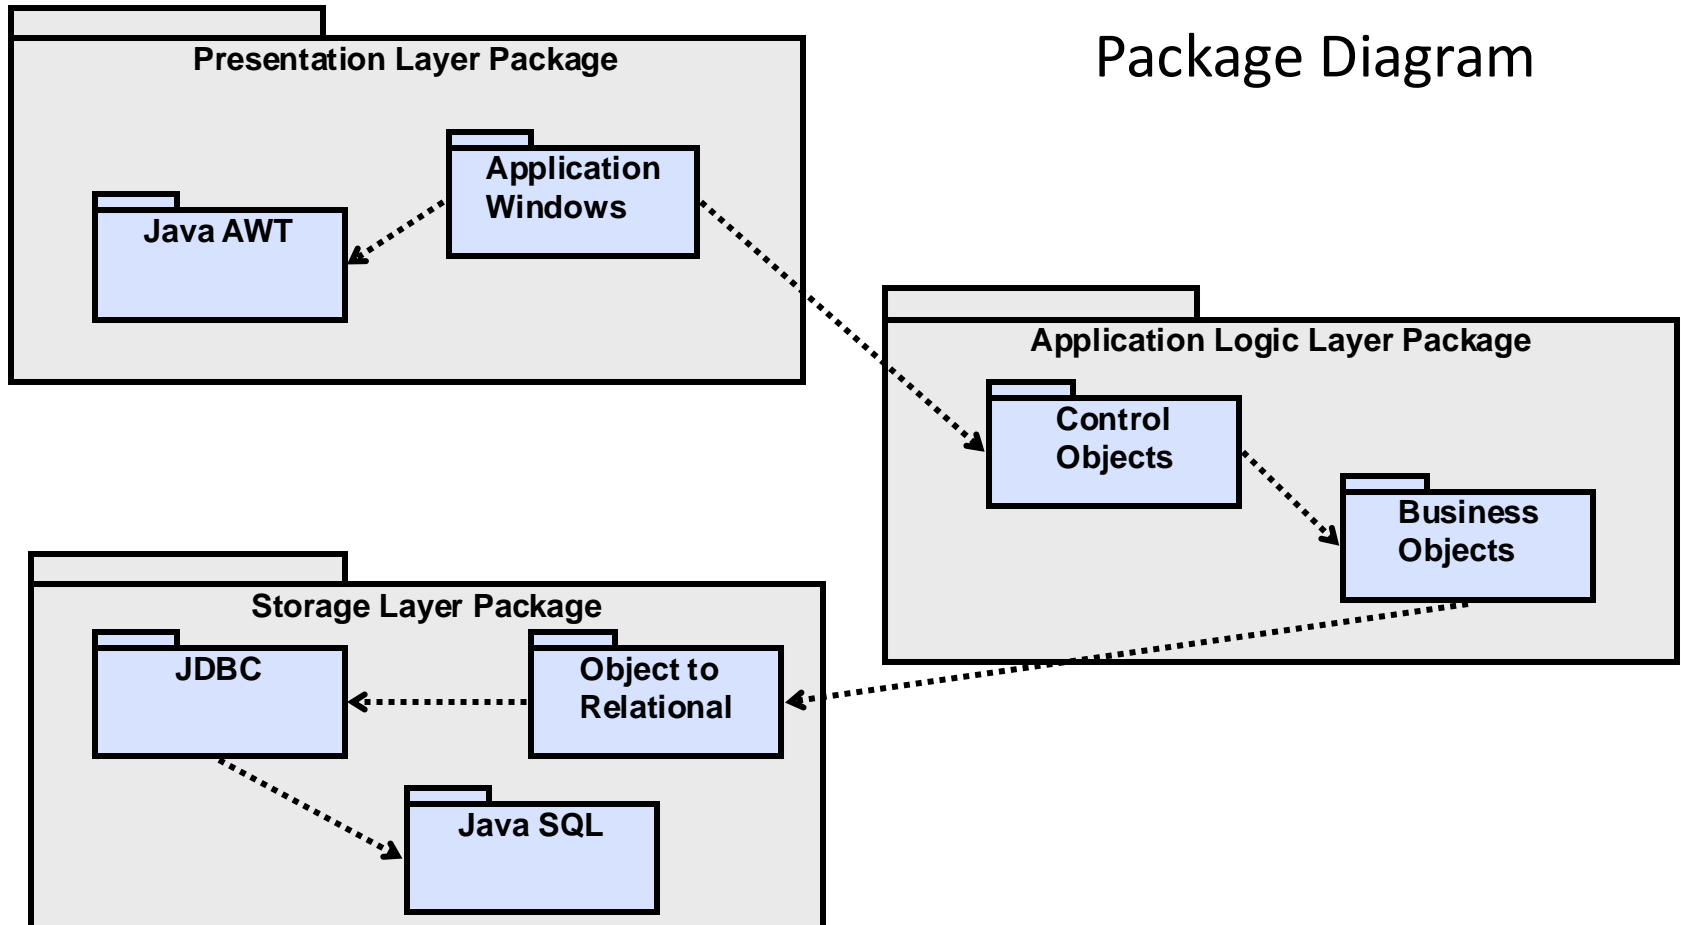 Package Diagram
Presentation Layer Package
Application
Windows
Java AWT
Application Logic Layer Package
Control
Objects
Business
Objects
Storage Layer Package
JDBC
Object to
Relational
Java SQL